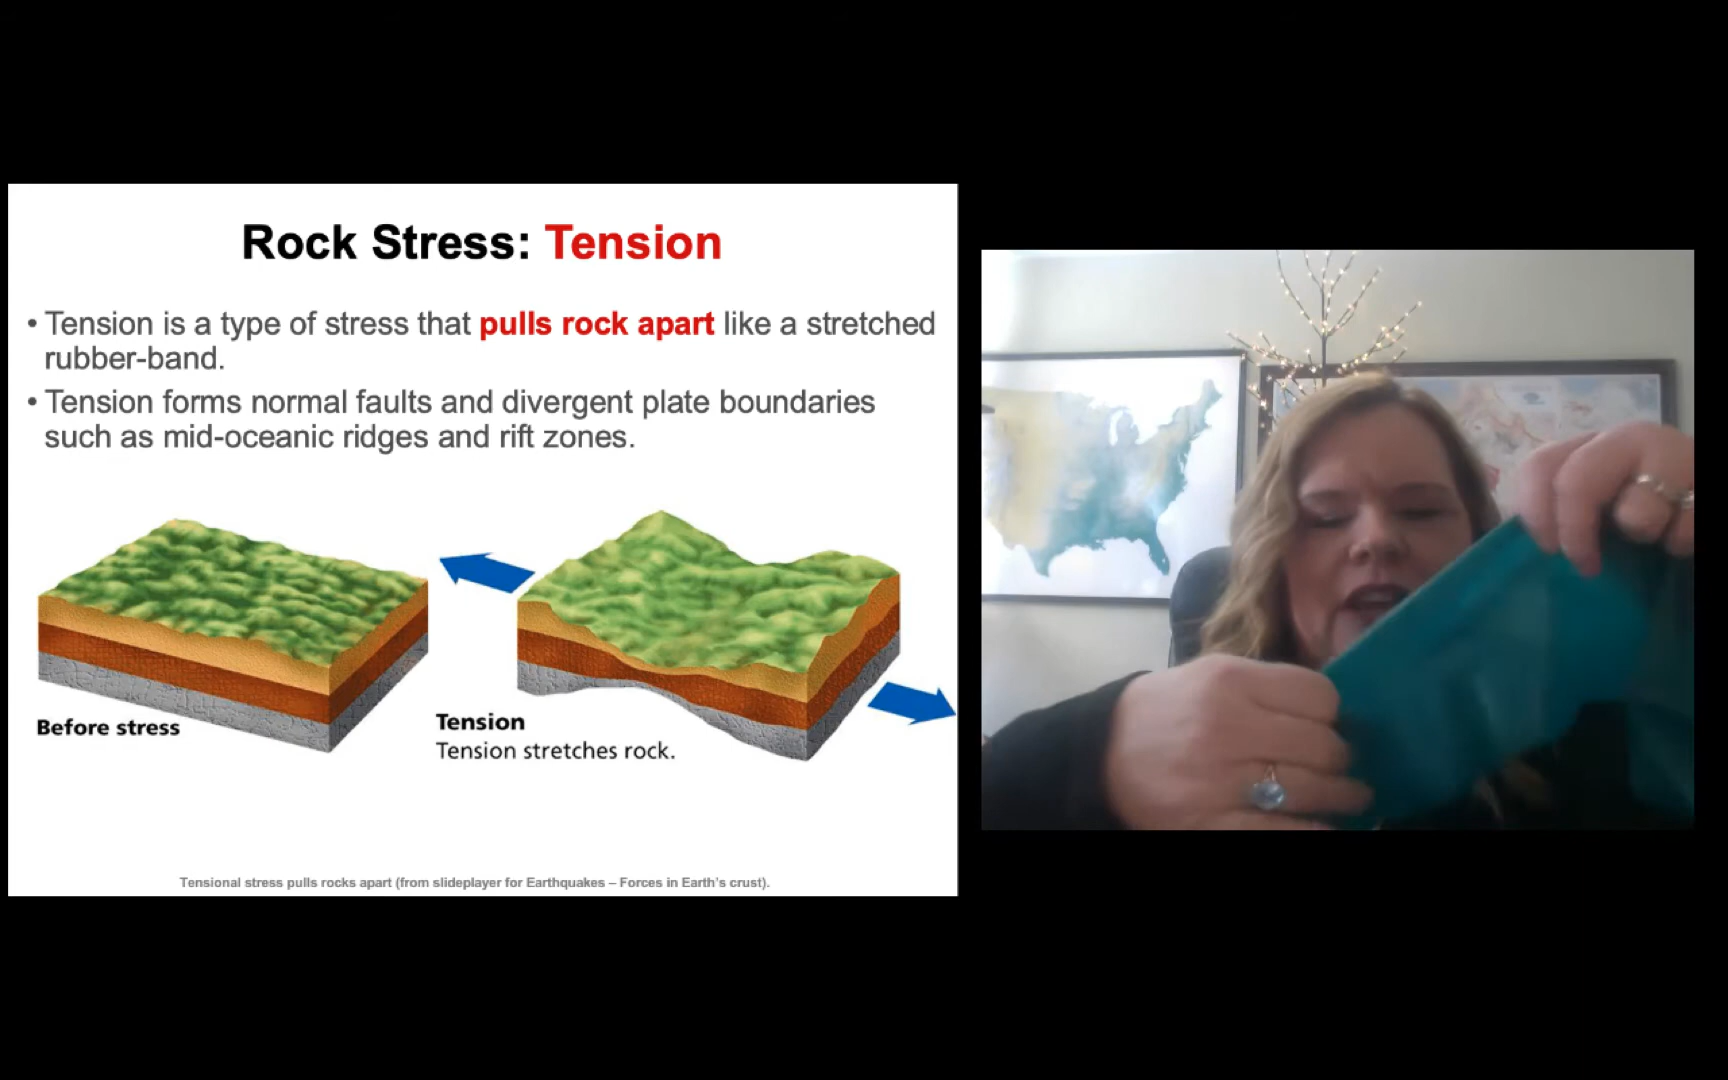 Rock Stress: Tension
• Tension is a type of stress that pulls rock apart like a stretched
rubber-band.
• Tension forms normal faults and divergent plate boundaries
such as mid-oceanic ridges and rift zones.
Before stress
Tension
Tension stretches rock.
Tensional stress pulls rocks apart (from slideplayer for Earthquakes – Forces in Earth's crust).